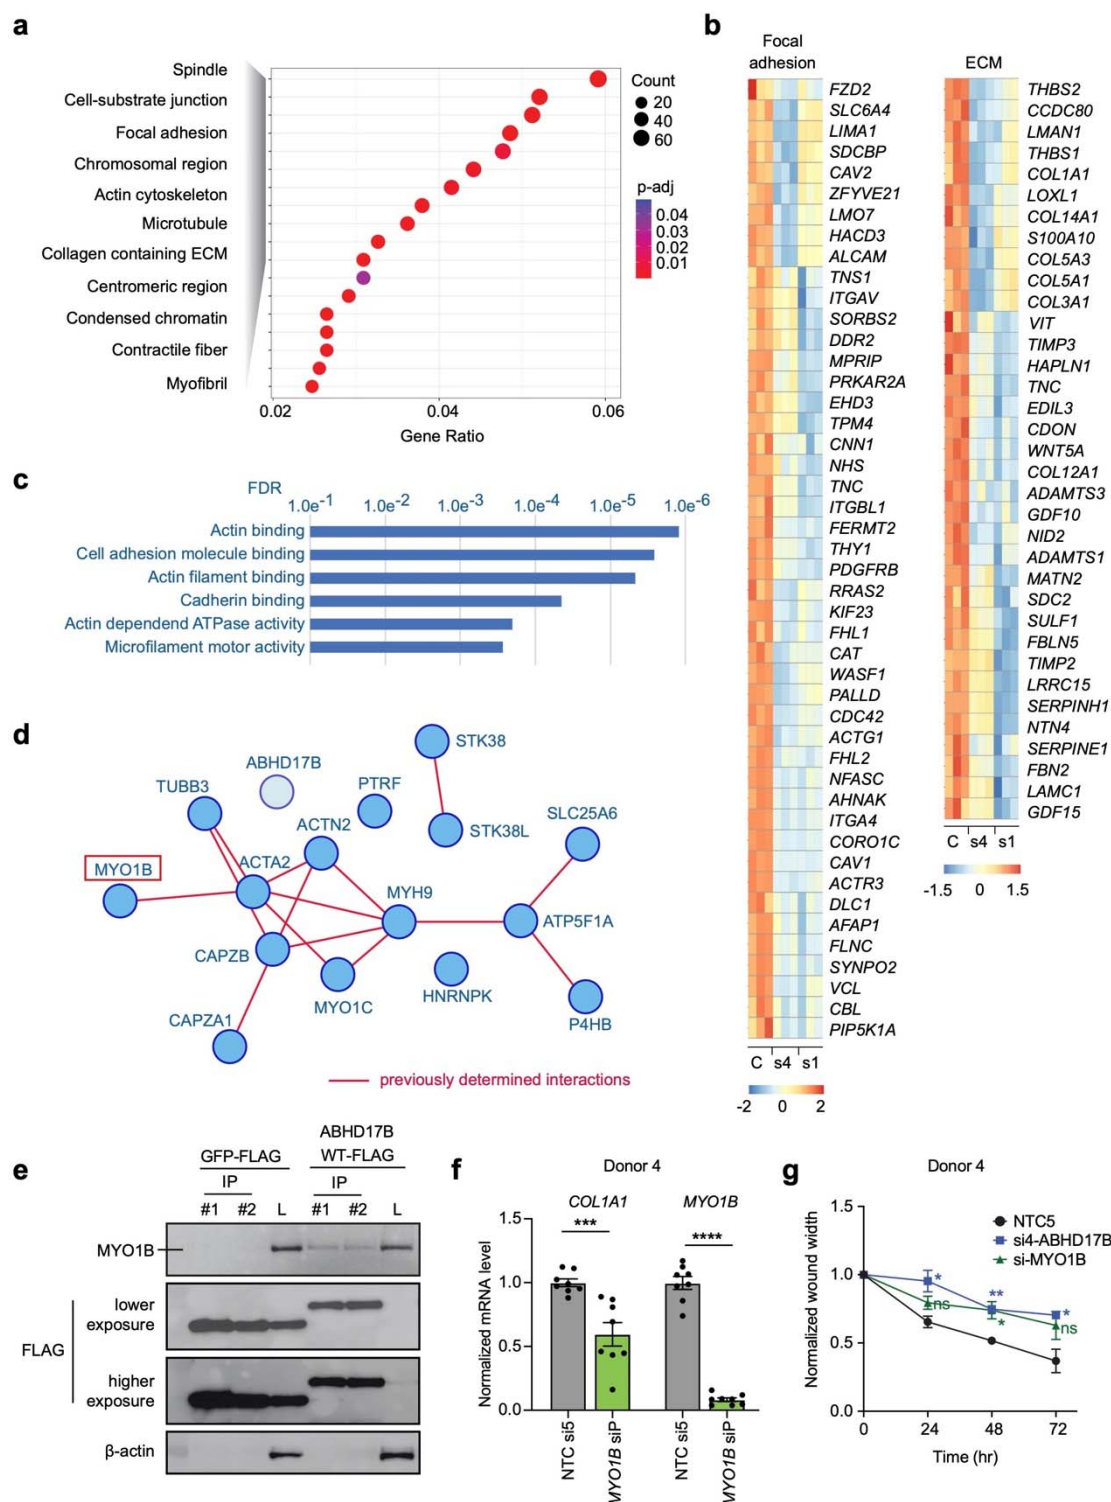 a
Spindle
Cell-substrate junction
Focal adhesion
Chromosomal region
Actin cytoskeleton
Microtubule
Collagen containing ECM
Centromeric region
Condensed chromatin
Contractile fiber
Myofibril
0.02
0.04
0.06
Gene Ratio
Count
20
40
60
p-adj
0.04
0.03
0.02
0.01
b
Focal
adhesion
FZD2
SLC6A4
LIMA1
SDCBP
CAV2
ZFYVE21
LMO7
HACD3
ALCAM
TNS1
ITGAV
SORBS2
DDR2
MPRIP
PRKAR2A
EHD3
TPM4
CNN1
NHS
TNC
ITGBL1
FERMT2
THY1
PDGFRB
RRAS2
KIF23
FHL1
CAT
WASF1
PALLD
CDC42
ACTG1
FHL2
NFASC
AHNAK
ITGA4
CORO1C
CAV1
ACTR3
DLC1
AFAP1
FLNC
SYNPO2
VCL
CBL
PIP5K1A
C s4 s1
-2 0 2
ECM
THBS2
CCDC80
LMAN1
THBS1
COL1A1
LOXL1
COL14A1
S100A10
COL5A3
COL5A1
COL3A1
VIT
TIMP3
HAPLN1
TNC
EDIL3
CDON
WNT5A
COL12A1
ADAMTS3
GDF10
NID2
ADAMTS1
MATN2
SDC2
SULF1
FBLN5
TIMP2
LRRC15
SERPINH1
NTN4
SERPINE1
FBN2
LAMC1
GDF15
C s4 s1
-1.5 0 1.5
c
FDR
1.0e-1 1.0e-2 1.0e-3 1.0e-4 1.0e-5 1.0e-6
Actin binding
Cell adhesion molecule binding
Actin filament binding
Cadherin binding
Actin dependend ATPase activity
Microfilament motor activity
d
STK38
ABHD17B
TUBB3
PTRF
STK38L
SLC25A6
ACTN2
MYO1B
ACTA2
MYH9
ATP5F1A
CAPZB
MYO1C
HNRNPK
P4HB
CAPZA1
previously determined interactions
e
GFP-FLAG
ABHD17B
WT-FLAG
IP
IP
#1 #2 L #1 #2 L
MYO1B
FLAG
lower
exposure
higher
exposure
β-actin
f
Donor 4
COL1A1
MYO1B
***
****
Normalized mRNA level
1.5
1.0
0.5
0.0
NTC si5
MYO1B siP
NTC si5
MYO1B siP
g
Donor 4
NTC5
si4-ABHD17B
si-MYO1B
Normalized wound width
1.5
1.0
0.5
0.0
*
ns
**
*
*
ns
0 24 48 72
Time (hr)